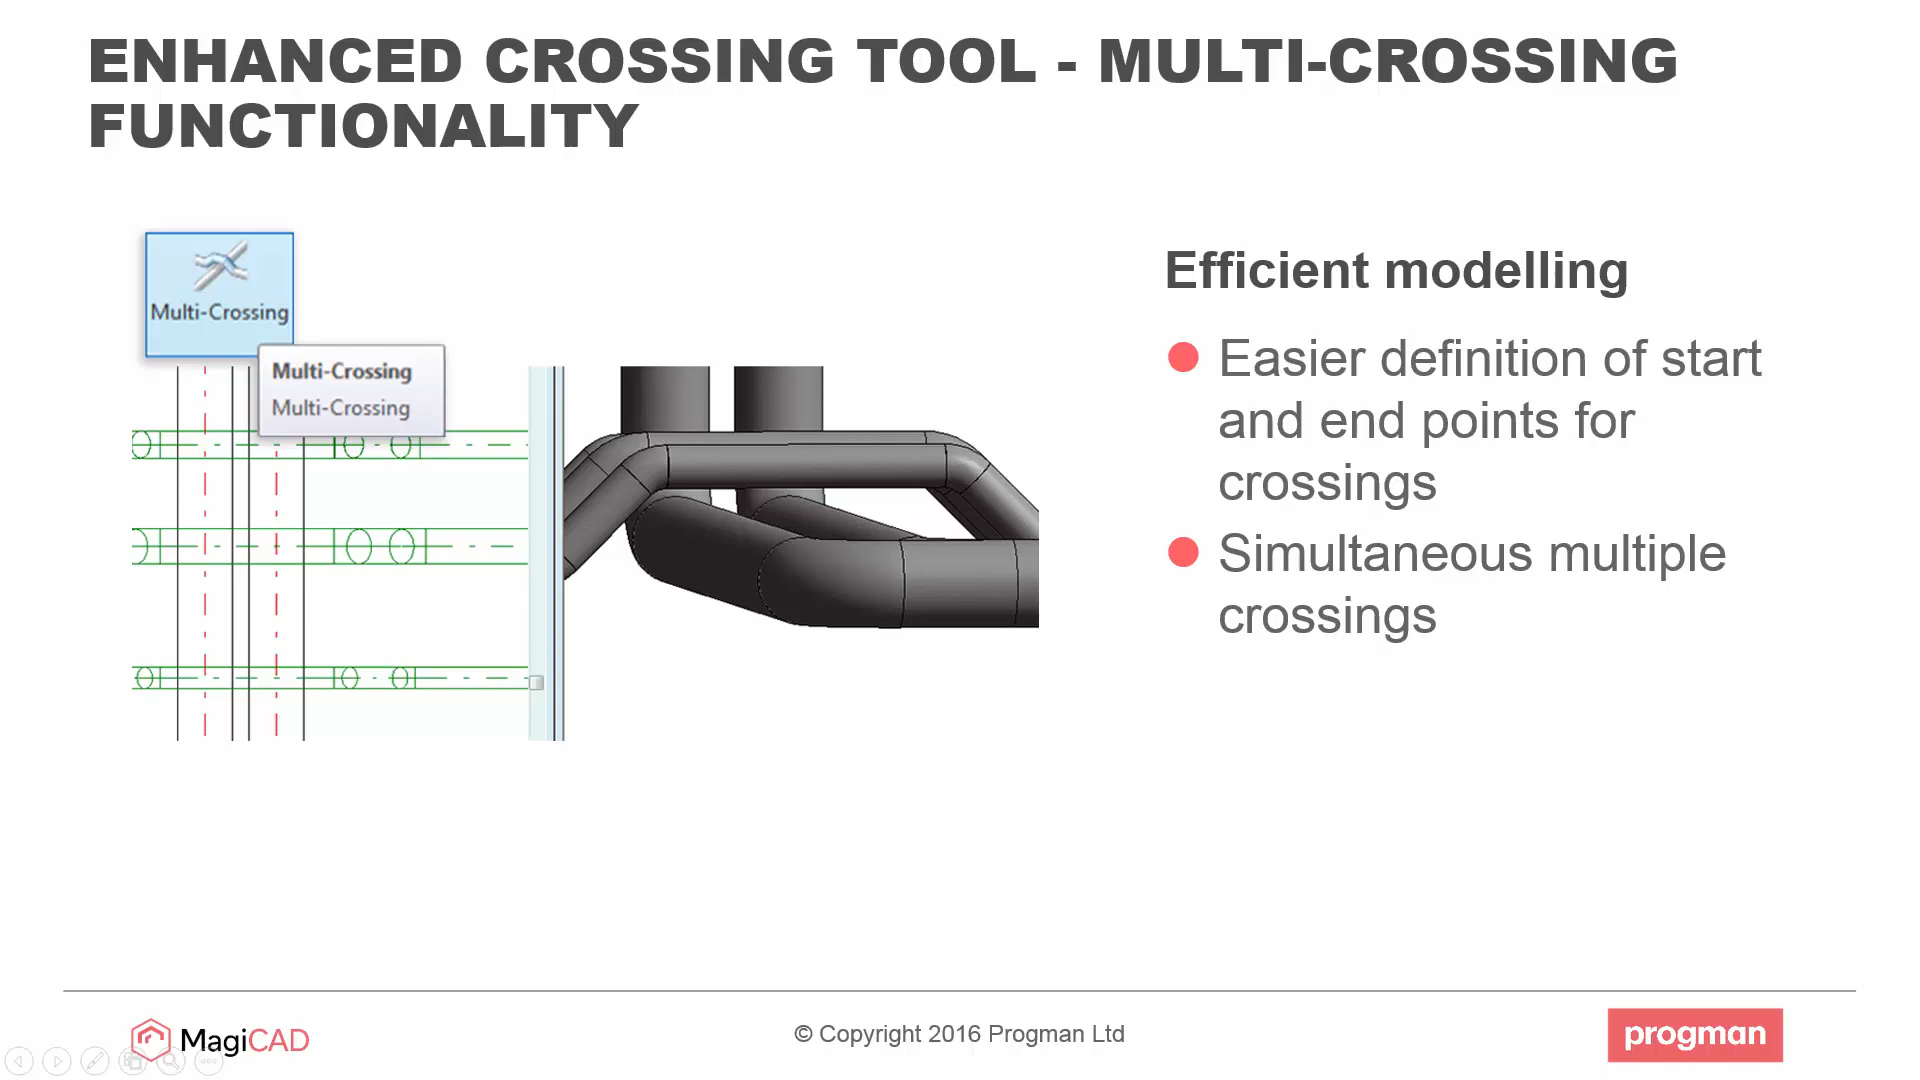 ENHANCED CROSSING TOOL - MULTI-CROSSING
FUNCTIONALITY
Multi-Crossing
Multi-Crossing
Multi-Crossing
Efficient modelling
Easier definition of start
and end points for
crossings
Simultaneous multiple
crossings
MagiCAD
© Copyright 2016 Progman Ltd
progman